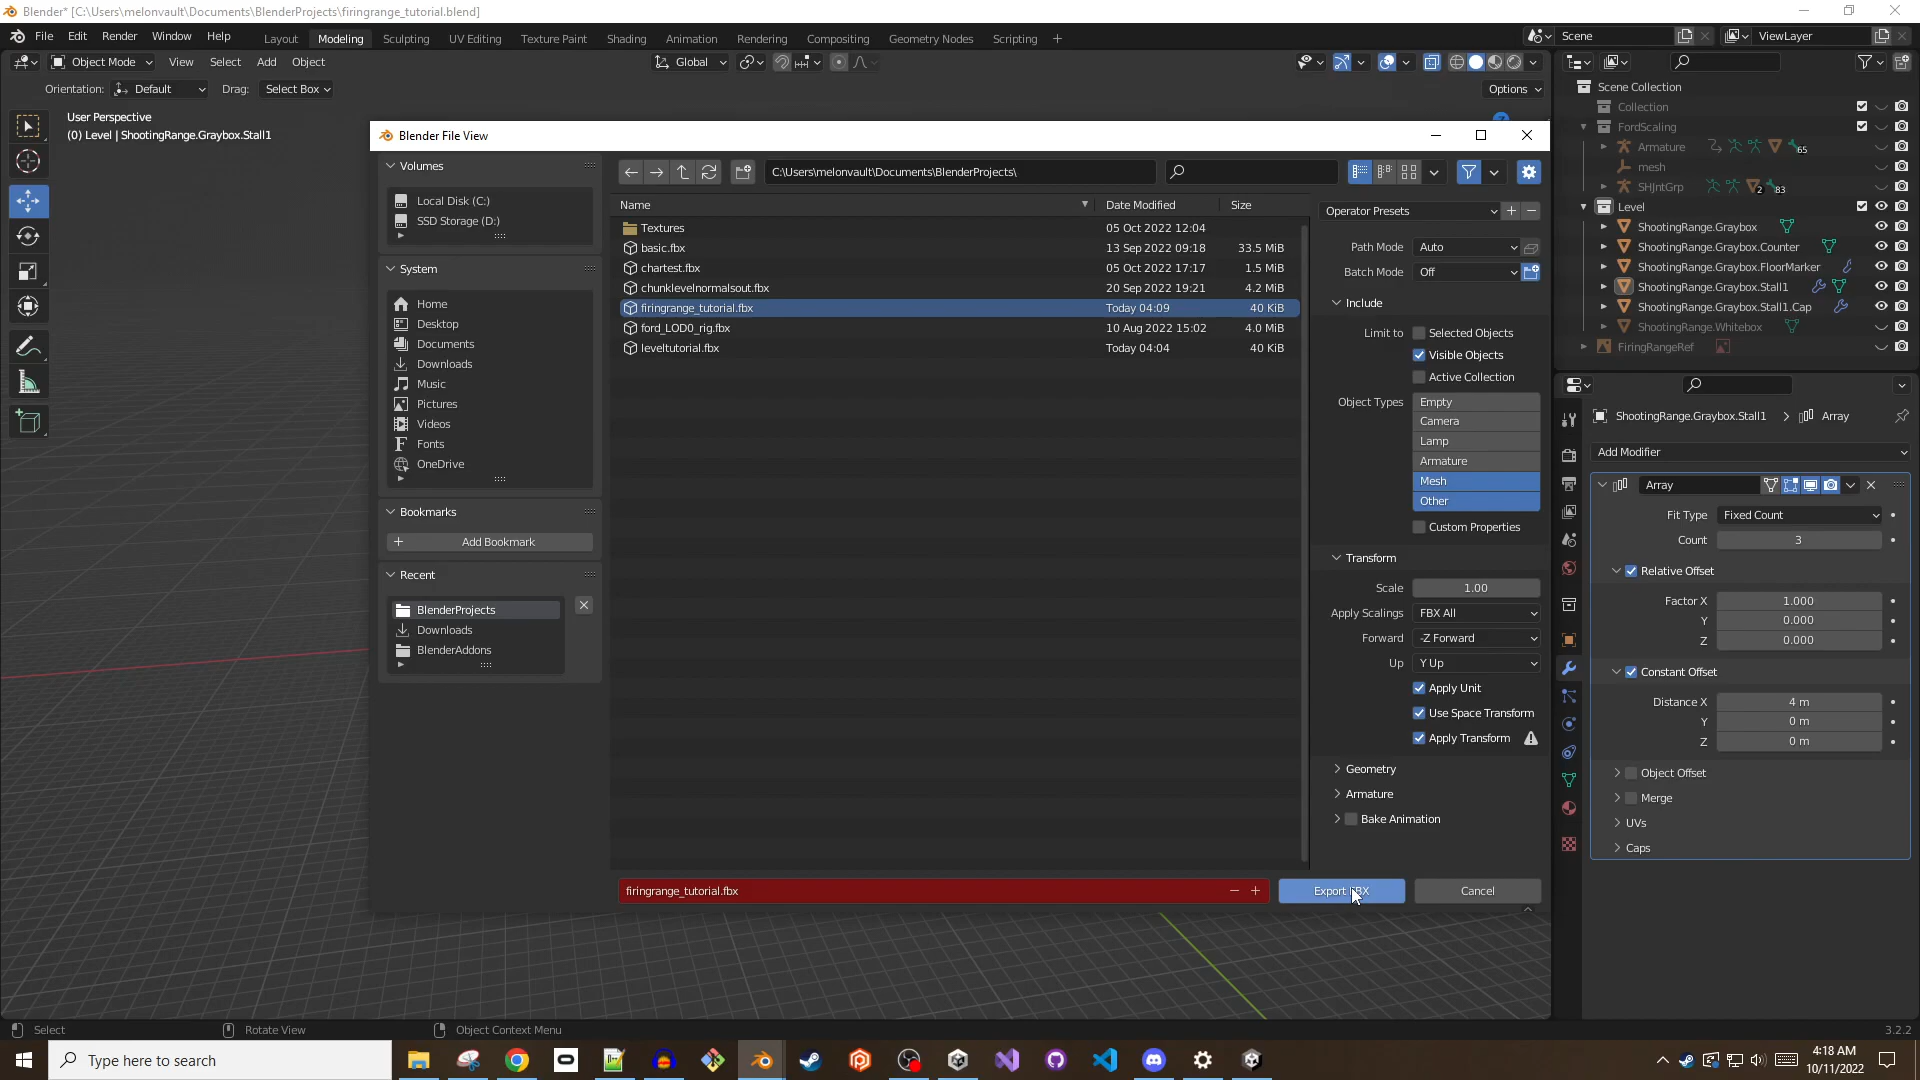 Blender* [C:\Users\melonvault\Documents\BlenderProjects\firingrange_tutorial.blend]
File Edit Render Window Help Layout Modeling Sculpting UV Editing Texture Paint Shading Animation Rendering Compositing Geometry Nodes Scripting + Scene ViewLayer
Object Mode View Select Add Object Global
Orientation: Default Drag: Select Box Options
User Perspective
(0) Level | ShootingRange.Graybox.Stall1
Blender File View
Volumes
Local Disk (C:)
SSD Storage (D:)
System
Home
Desktop
Documents
Downloads
Music
Pictures
Videos
Fonts
OneDrive
Bookmarks
+ Add Bookmark
Recent
BlenderProjects
Downloads
BlenderAddons
C:\Users\melonvault\Documents\BlenderProjects\
Name Date Modified Size
Textures 05 Oct 2022 12:04
basic.fbx 13 Sep 2022 09:18 33.5 MiB
chartest.fbx 05 Oct 2022 17:17 1.5 MiB
chunklevelnormalsout.fbx 20 Sep 2022 19:21 4.2 MiB
firingrange_tutorial.fbx Today 04:09 40 KiB
ford_LOD0_rig.fbx 10 Aug 2022 15:02 4.0 MiB
leveltutorial.fbx Today 04:04 40 KiB
firingrange_tutorial.fbx
Export FBX Cancel
Operator Presets
Path Mode Auto
Batch Mode Off
Include
Limit to Selected Objects
Visible Objects
Active Collection
Object Types Empty
Camera
Lamp
Armature
Mesh
Other
Custom Properties
Transform
Scale 1.00
Apply Scalings FBX All
Forward -Z Forward
Up Y Up
Apply Unit
Use Space Transform
Apply Transform
Geometry
Armature
Bake Animation
Scene Collection
Collection
FordScaling
Armature 65
mesh
SHJntGrp 2 83
Level
ShootingRange.Graybox
ShootingRange.Graybox.Counter
ShootingRange.Graybox.FloorMarker
ShootingRange.Graybox.Stall1
ShootingRange.Graybox.Stall1.Cap
ShootingRange.Whitebox
FiringRangeRef
ShootingRange.Graybox.Stall1 > Array
Add Modifier
Array
Fit Type Fixed Count
Count 3
Relative Offset
Factor X 1.000
Y 0.000
Z 0.000
Constant Offset
Distance X 4 m
Y 0 m
Z 0 m
Object Offset
Merge
UVs
Caps
Select Rotate View Object Context Menu 3.2.2
Type here to search
4:18 AM
10/11/2022